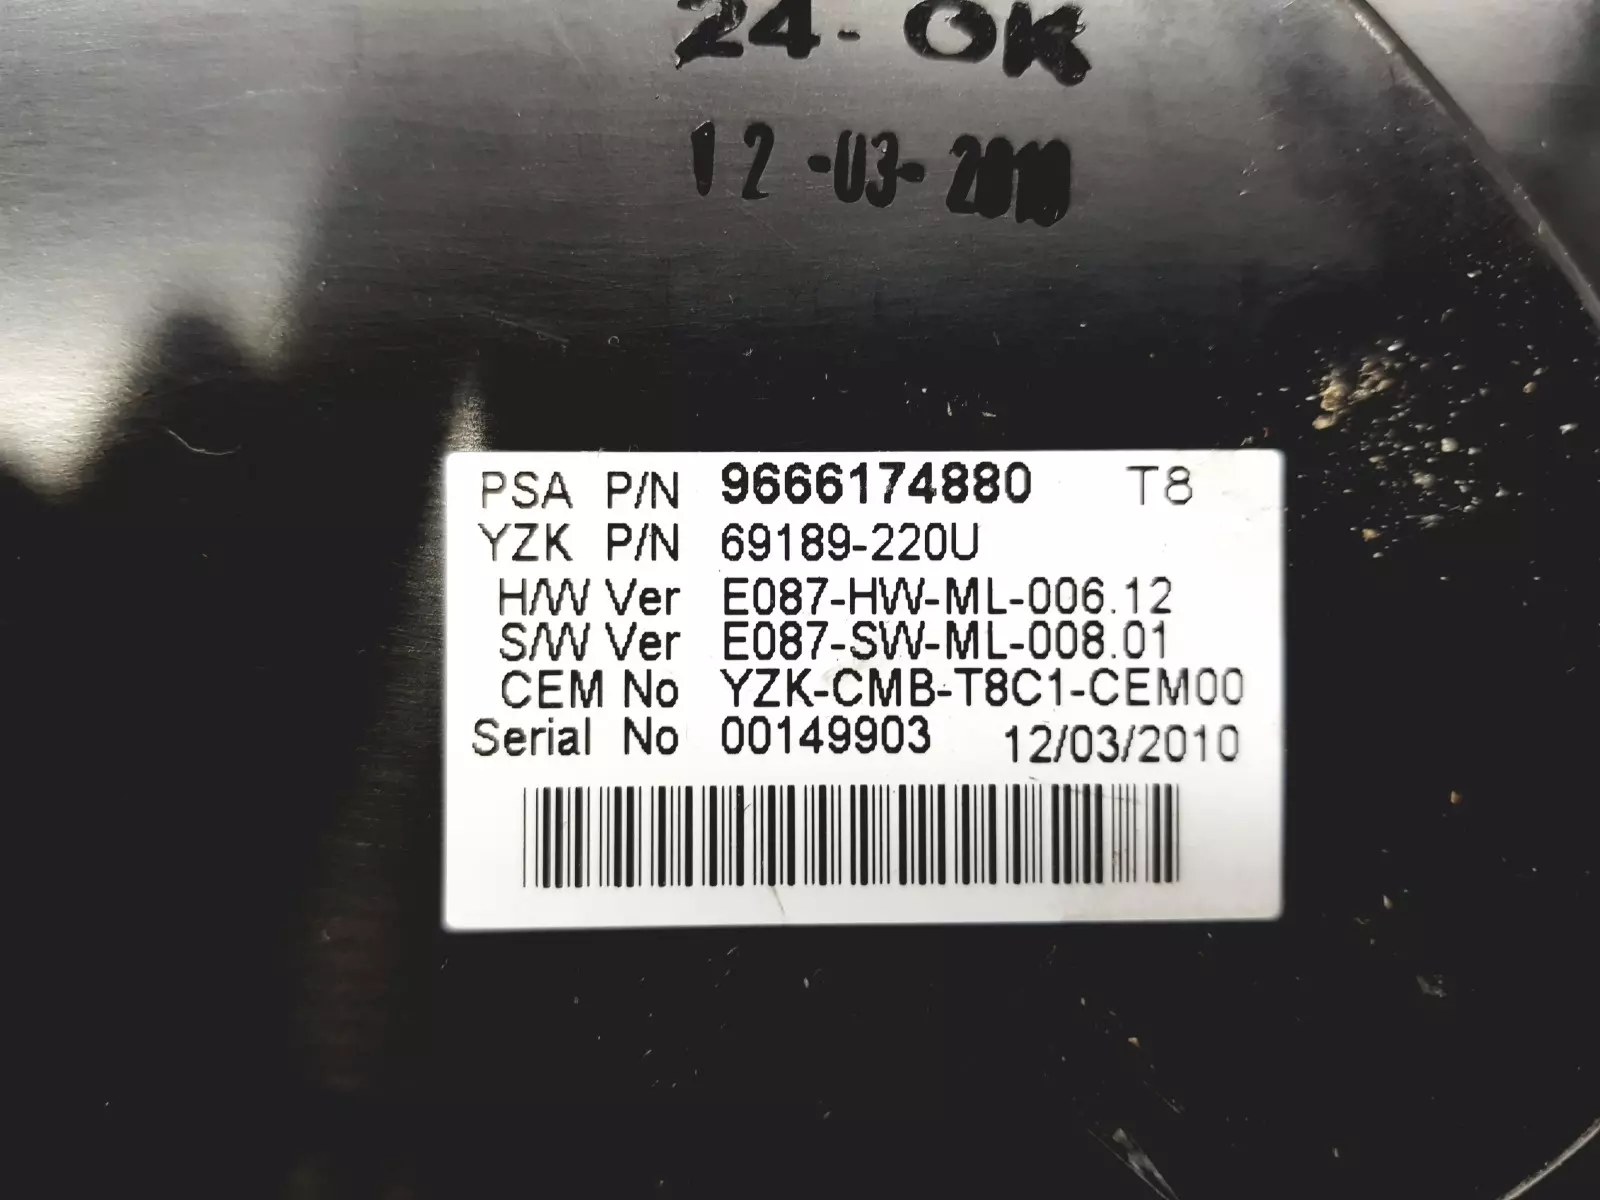 24-OK
12-03-2010
PSA P/N 9666174880 T8
YZK P/N 69189-220U
H/W Ver E087-HW-ML-006.12
S/W Ver E087-SW-ML-008.01
CEM No YZK-CMB-T8C1-CEM00
Serial No 00149903 12/03/2010